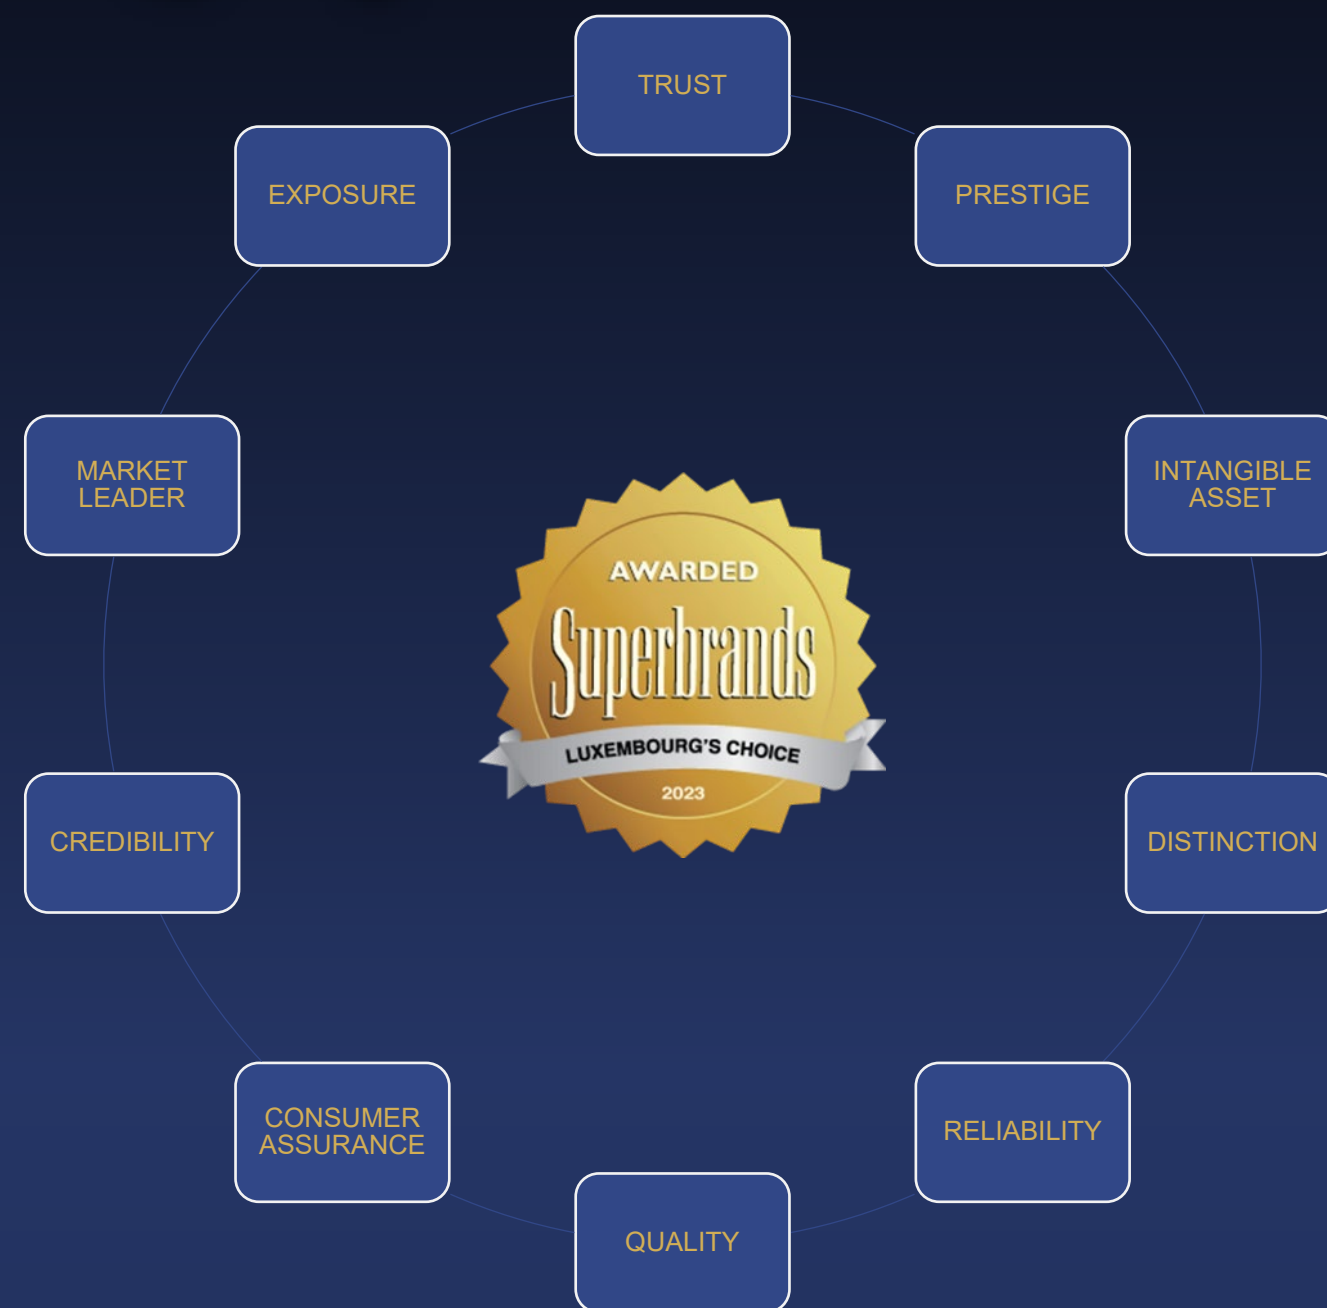 TRUST
PRESTIGE
INTANGIBLE
ASSET
DISTINCTION
RELIABILITY
QUALITY
CONSUMER
ASSURANCE
CREDIBILITY
MARKET
LEADER
EXPOSURE
AWARDED
Superbrands
LUXEMBOURG'S CHOICE
2023